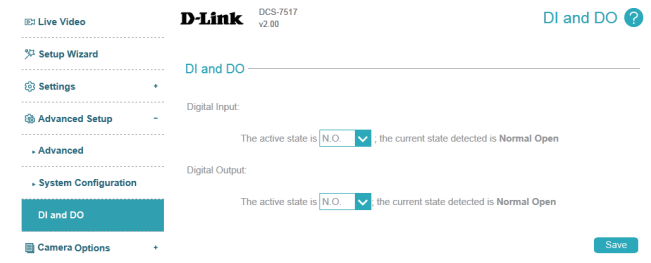 Live Video
D-Link DCS-7517
v2.00
DI and DO ?
Setup Wizard
DI and DO
Settings +
Digital Input:
Advanced Setup -
The active state is N.O. ; the current state detected is Normal Open
Advanced
Digital Output:
System Configuration
The active state is N.O. ; the current state detected is Normal Open
DI and DO
Camera Options +
Save